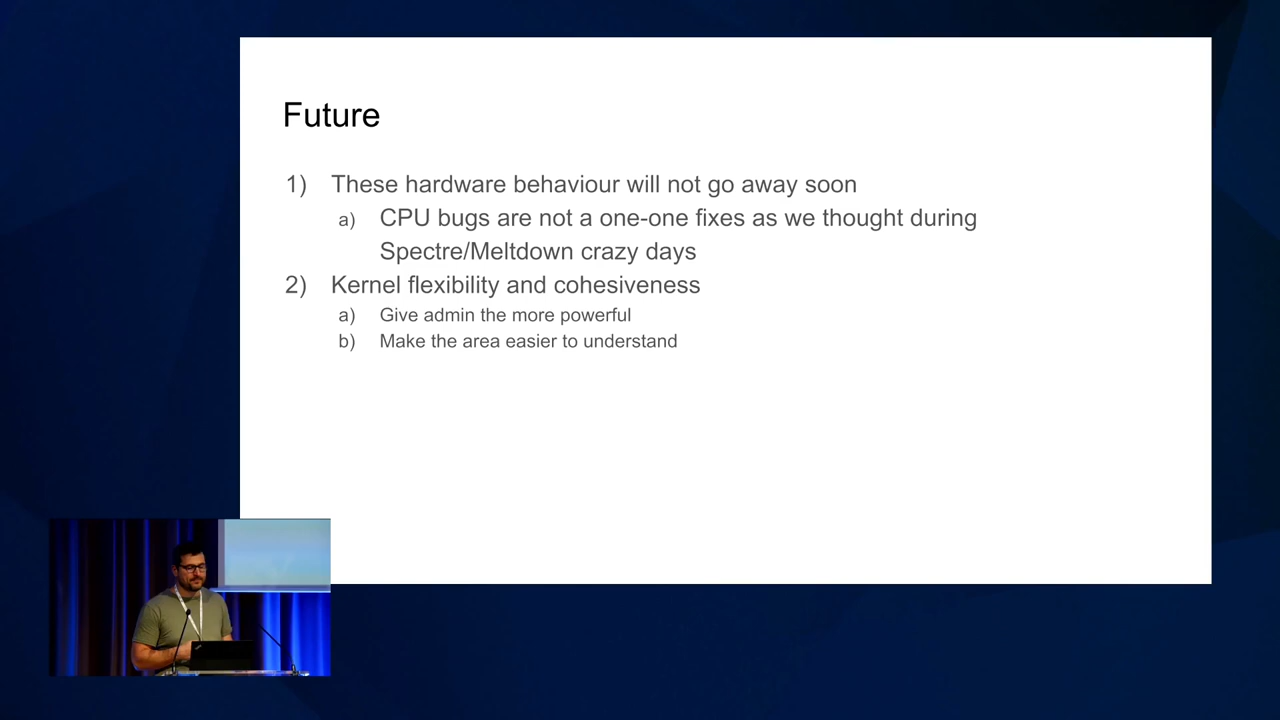 Future
1) These hardware behaviour will not go away soon
a) CPU bugs are not a one-one fixes as we thought during
Spectre/Meltdown crazy days
2) Kernel flexibility and cohesiveness
a) Give admin the more powerful
b) Make the area easier to understand